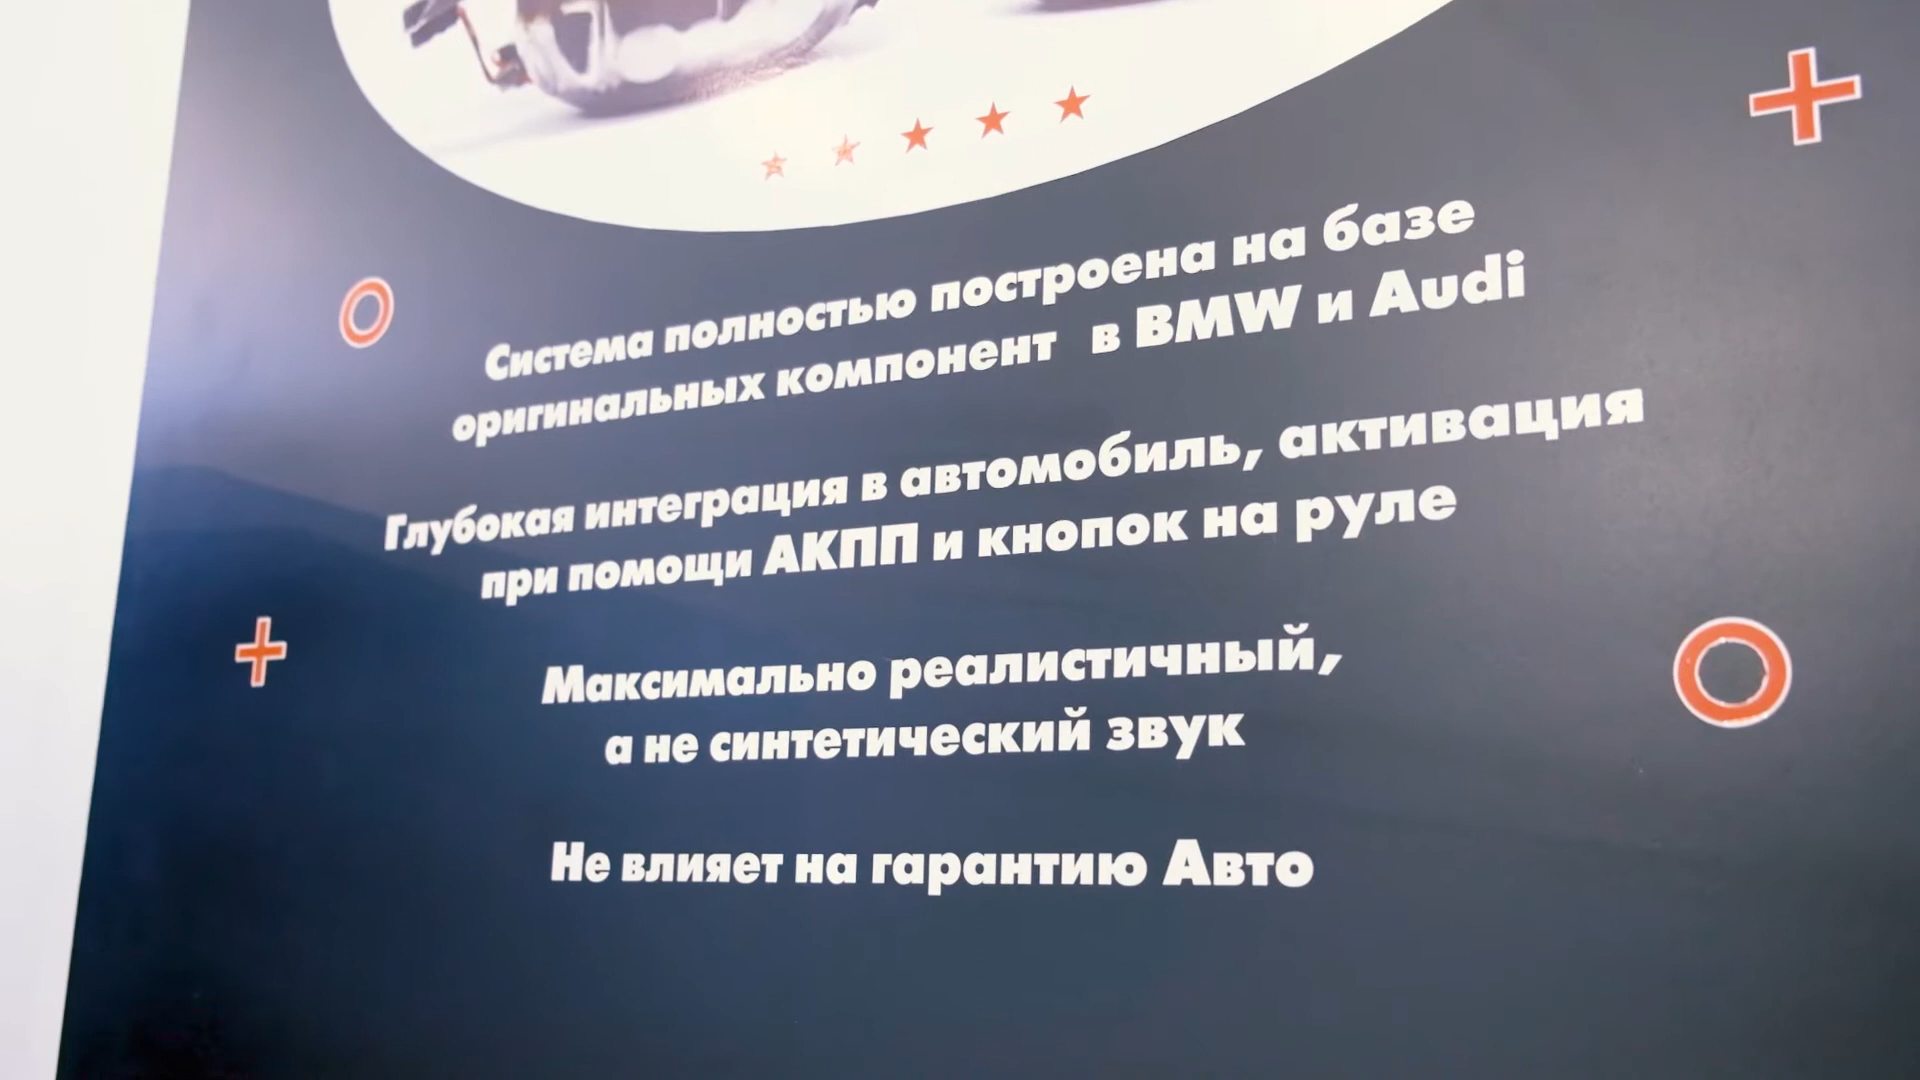 Система полностью построена на базе
оригинальных компонент в BMW и Audi
Глубокая интеграция в автомобиль, активация
при помощи АКПП и кнопок на руле
Максимально реалистичный,
а не синтетический звук
Не влияет на гарантию Авто